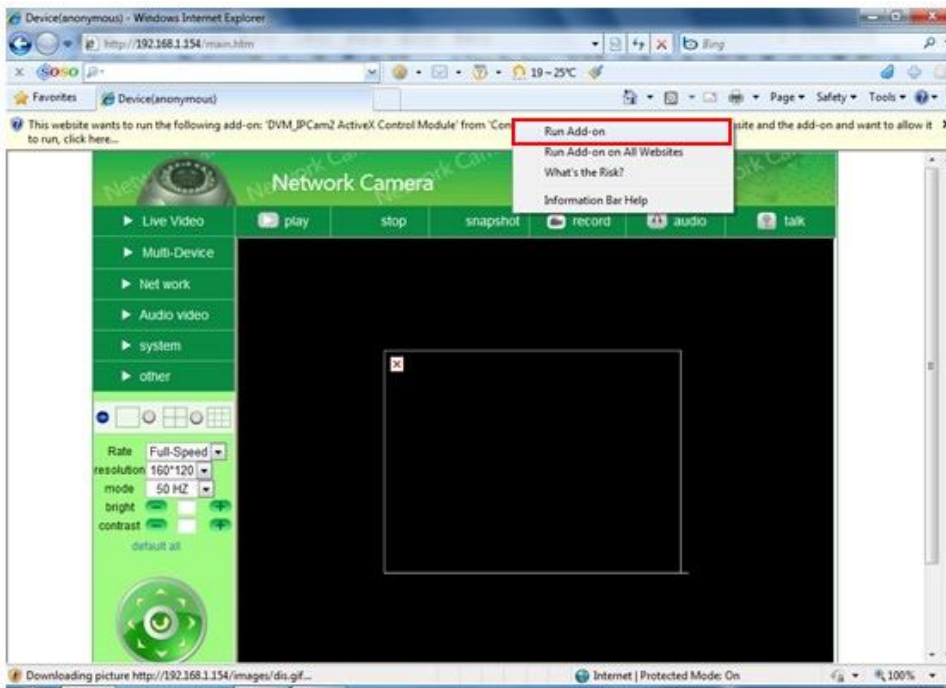 Device(anonymous) - Windows Internet Explorer
http://192.168.1.154/main.htm
Bing
x SOSO 19~25℃
Favorites Device(anonymous) Page Safety Tools
This website wants to run the following add-on: 'DVM_IPCam2 ActiveX Control Module' from site and the add-on and want to allow it
to run, click here...
Run Add-on
Run Add-on on All Websites
What's the Risk?
Information Bar Help
Network Camera
Live Video play stop snapshot record audio talk
Multi-Device
Net work
Audio video
system
other
Rate Full-Speed
resolution 160*120
mode 50 HZ
bright
contrast
default all
Downloading picture http://192.168.1.154/images/dis.gif... Internet | Protected Mode: On 100%